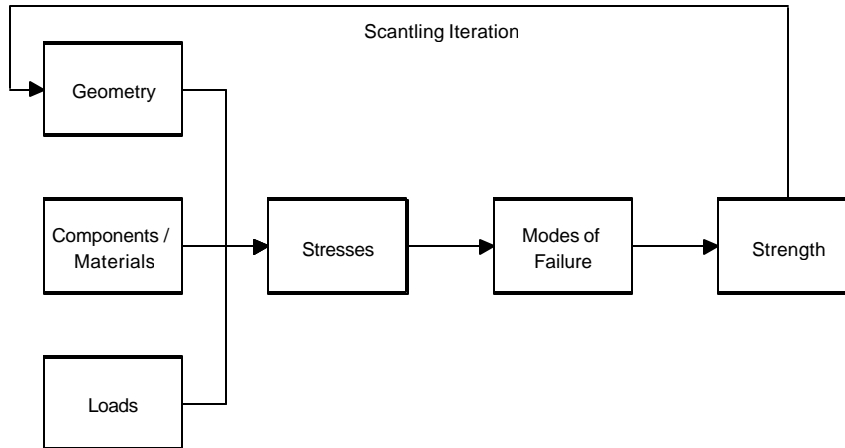 Scantling Iteration
Geometry
Components /
Materials
Stresses
Modes of
Failure
Strength
Loads